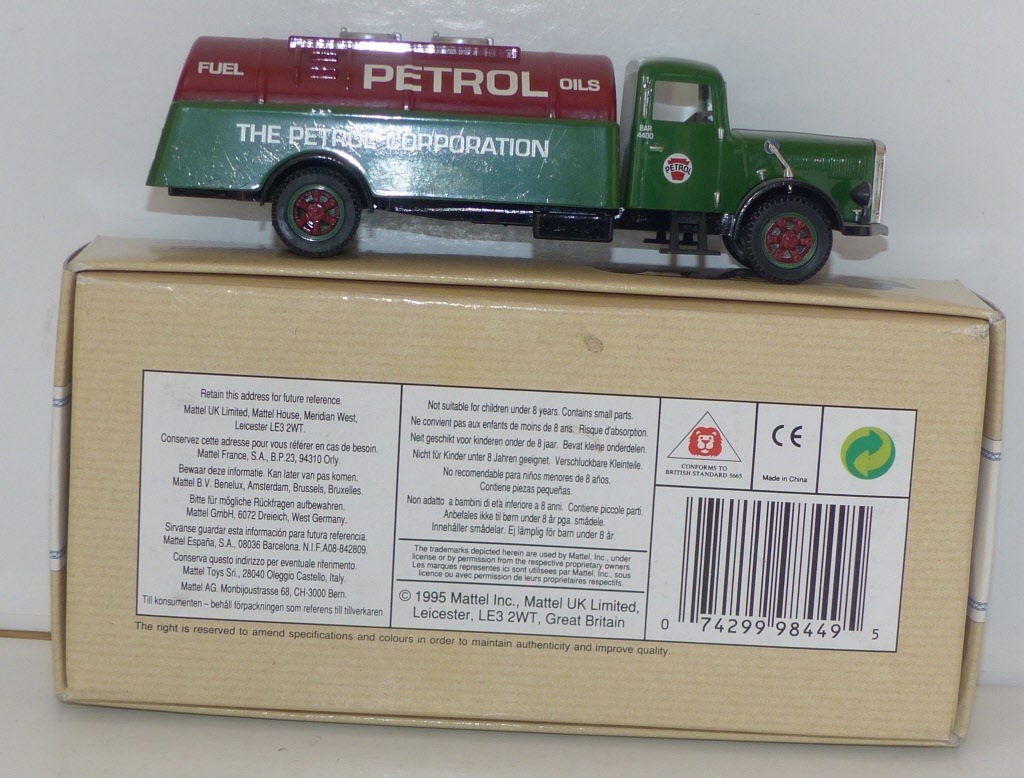 FUEL PETROL OILS
THE PETROL CORPORATION
BAR
4400
PETROL
Retain this address for future reference.
Mattel UK Limited, Mattel House, Meridian West,
Leicester LE3 2WT.
Conservez cette adresse pour vous référer en cas de besoin.
Mattel France, S.A., B.P.23, 94310 Orly.
Bewaar deze informatie. Kan later van pas komen.
Mattel B.V. Benelux, Amsterdam, Brussels, Bruxelles.
Bitte für mögliche Rückfragen aufbewahren.
Mattel GmbH, 6072 Dreieich, West Germany.
Sirvanse guardar esta información para futura referencia.
Mattel España, S.A., 08036 Barcelona. N.I.F.A08-842809.
Conserva questo indirizzo per eventuale riferimento.
Mattel Toys Sri., 28040 Oleggio Castello, Italy.
Mattel AG. Monbijoustrasse 68, CH-3000 Bern.
Till konsumenten – behåll förpackningen som referens till tillverkaren.
Not suitable for children under 8 years. Contains small parts.
Ne convient pas aux enfants de moins de 8 ans. Risque d'absorption.
Neit geschikt voor kinderen onder de 8 jaar. Bevat kleine onderdelen.
Nicht für Kinder unter 8 Jahren geeignet. Verschluckbare Kleinteile.
No recomendable para niños menores de 8 años.
Contiene piezas pequeñas.
Non adatto a bambini di età inferiore a 8 anni. Contiene piccole parti.
Anbefales ikke til børn under 8 år pga. smådele.
Innehåller smådelar. Ej lämplig för barn under 8 år.
The trademarks depicted herein are used by Mattel, Inc., under
license or by permission from the respective proprietary owners.
Les marques representes ici sont utilisees par Mattel, Inc., sous
licence ou avec permission de leurs proprietaires respectifs.
© 1995 Mattel Inc., Mattel UK Limited,
Leicester, LE3 2WT, Great Britain
CONFORMS TO
BRITISH STANDARD 5665
CE
Made in China
0 74299 98449 5
The right is reserved to amend specifications and colours in order to maintain authenticity and improve quality.